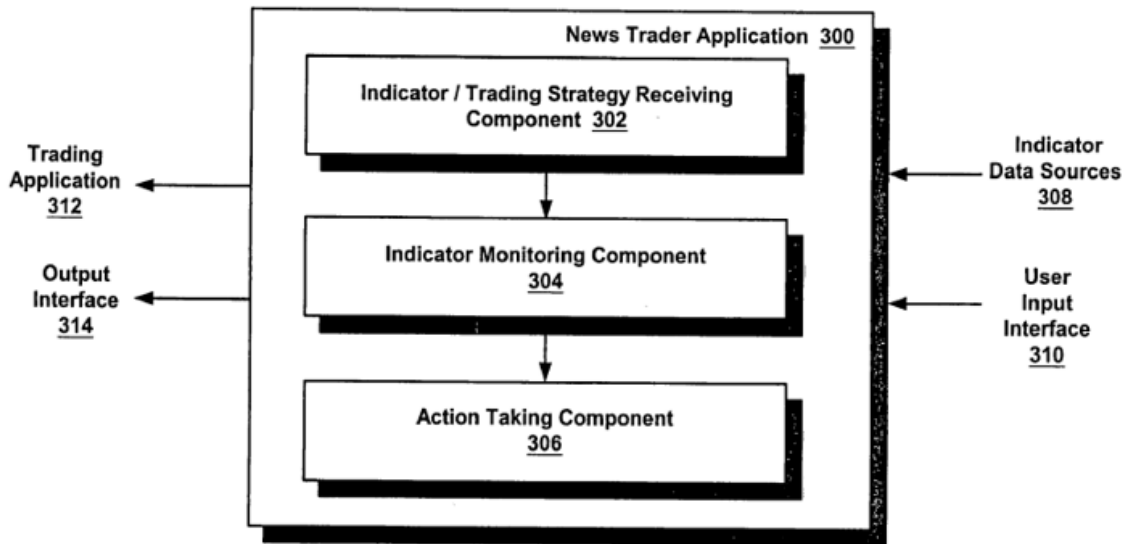 News Trader Application 300
Indicator / Trading Strategy Receiving
Component 302
Trading
Application
312
Indicator
Data Sources
308
Indicator Monitoring Component
304
Output
Interface
314
User
Input
Interface
310
Action Taking Component
306